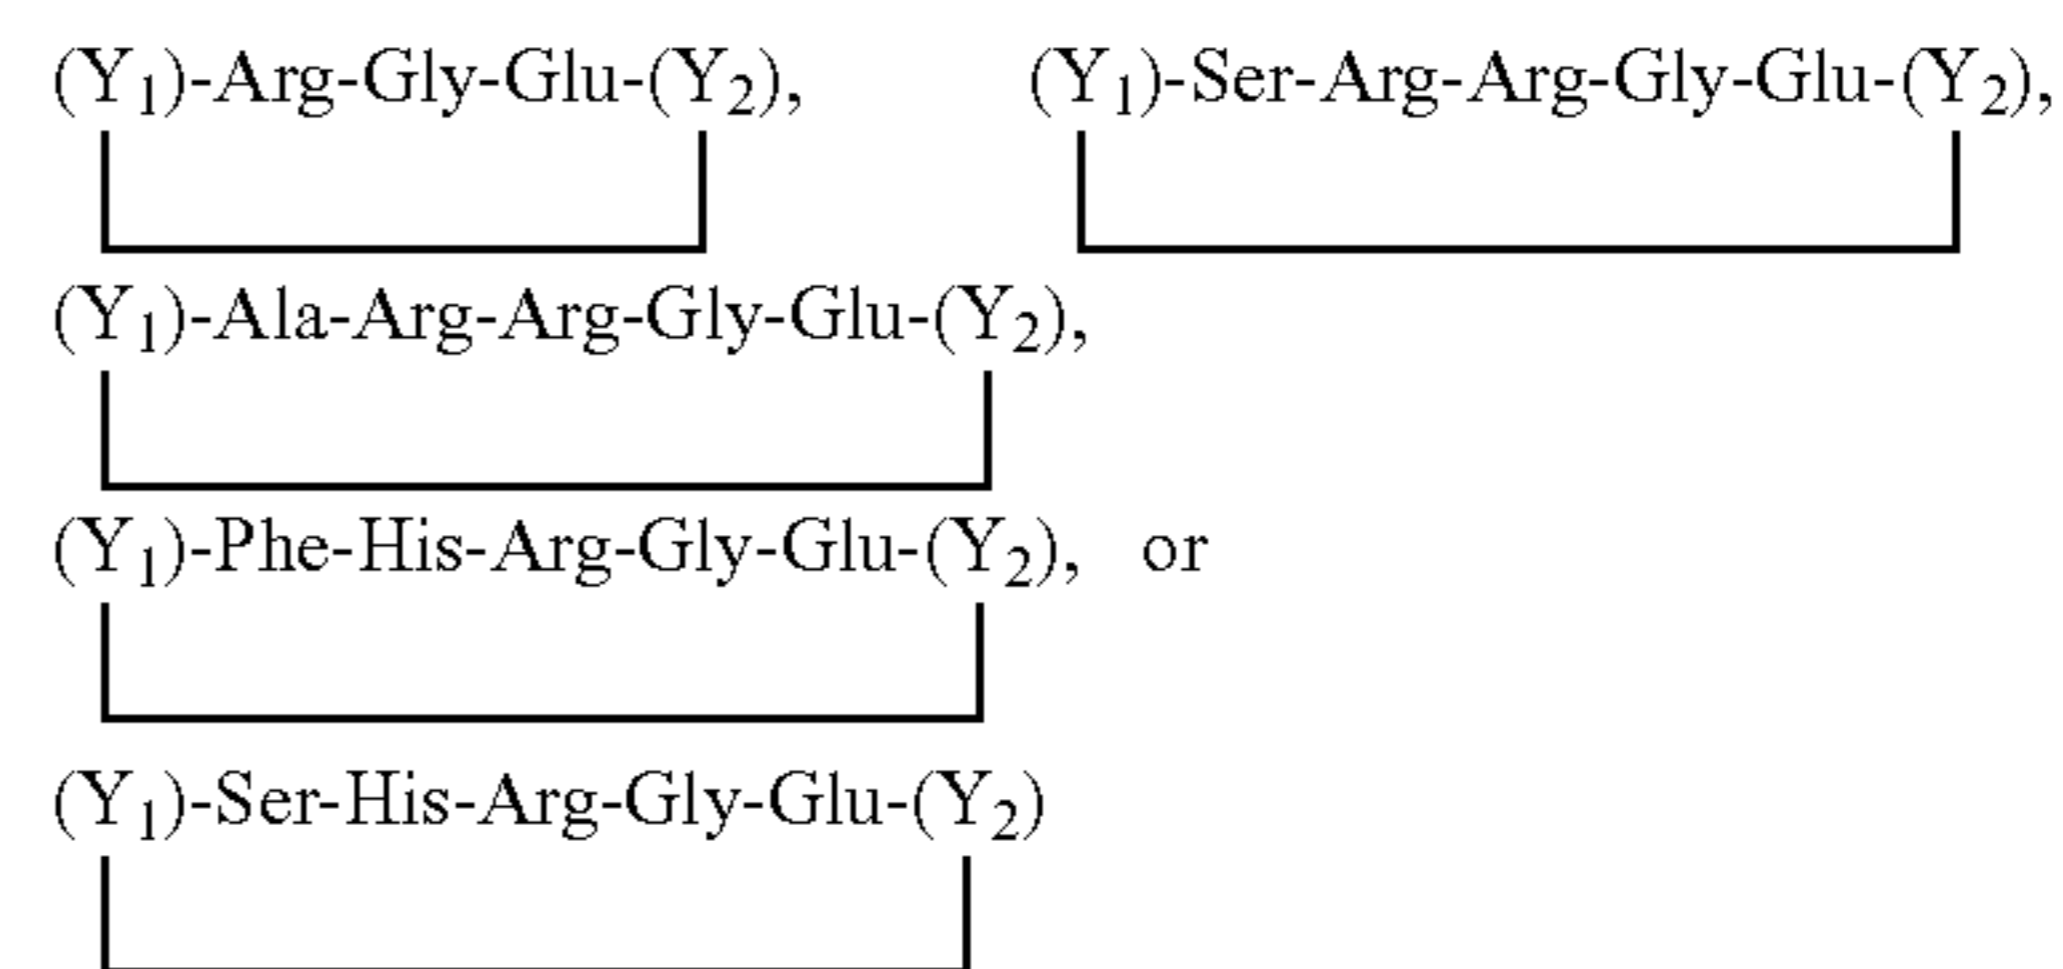 (Y₁)-Arg-Gly-Glu-(Y₂), (Y₁)-Ser-Arg-Arg-Gly-Glu-(Y₂),
(Y₁)-Ala-Arg-Arg-Gly-Glu-(Y₂),
(Y₁)-Phe-His-Arg-Gly-Glu-(Y₂), or
(Y₁)-Ser-His-Arg-Gly-Glu-(Y₂)